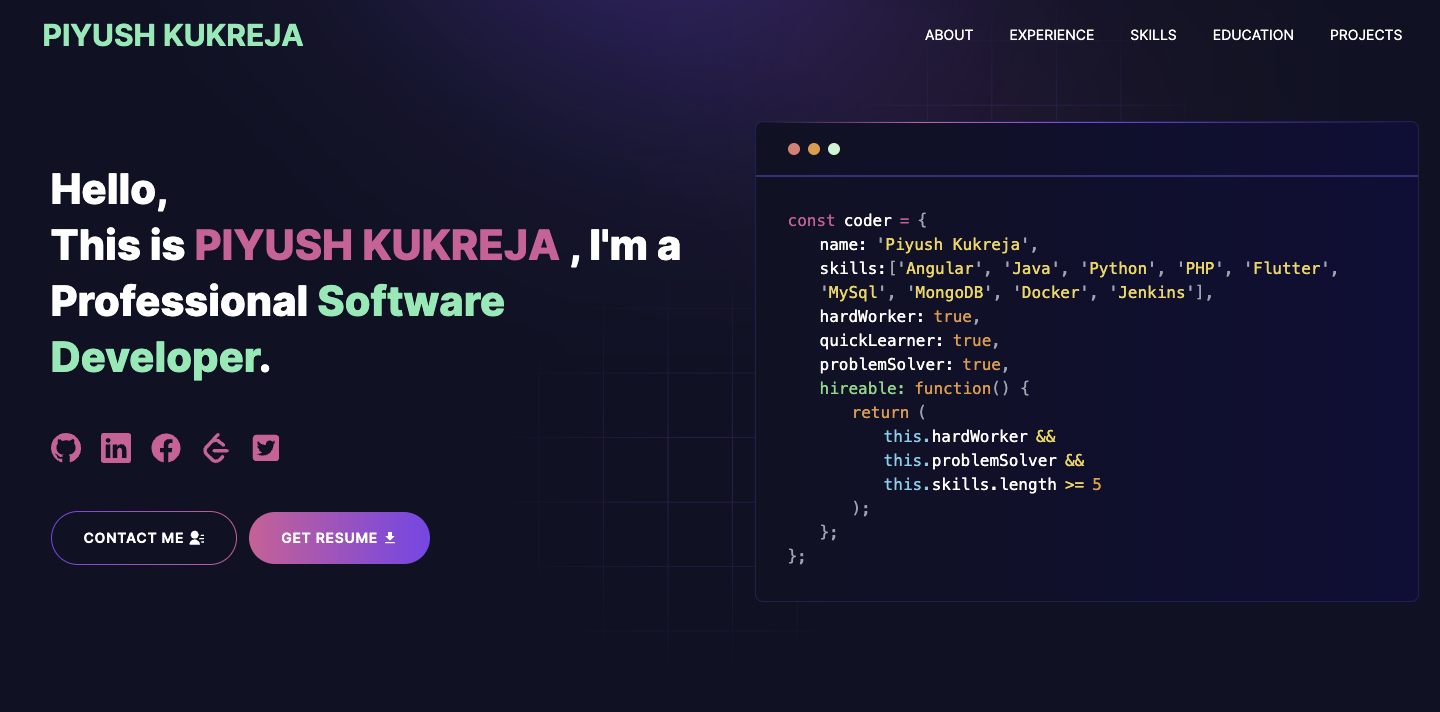 PIYUSH KUKREJA
ABOUT EXPERIENCE SKILLS EDUCATION PROJECTS
Hello,
This is PIYUSH KUKREJA , I'm a
Professional Software
Developer.
CONTACT ME GET RESUME
const coder = {
name: 'Piyush Kukreja',
skills:['Angular', 'Java', 'Python', 'PHP', 'Flutter',
'MySql', 'MongoDB', 'Docker', 'Jenkins'],
hardWorker: true,
quickLearner: true,
problemSolver: true,
hireable: function() {
return (
this.hardWorker &&
this.problemSolver &&
this.skills.length >= 5
);
};
};